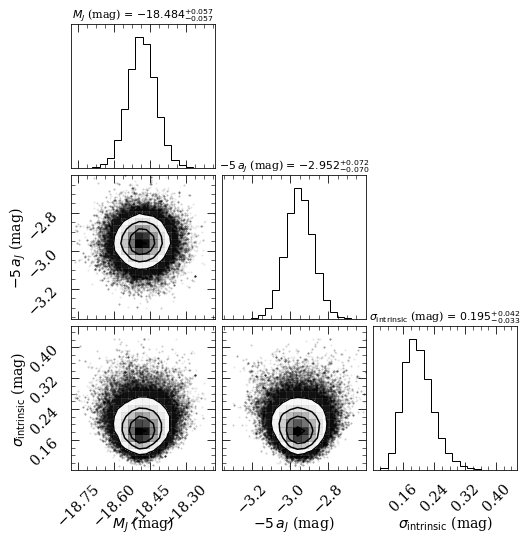 M_J (mag) = −18.484^{+0.057}_{−0.057}
−5 a_J (mag) = −2.952^{+0.072}_{−0.070}
−5 a_J (mag)
−2.8
−3.0
−3.2
σ_intrinsic (mag) = 0.195^{+0.042}_{−0.033}
σ_intrinsic (mag)
0.40
0.32
0.24
0.16
−18.75 −18.60 −18.45 −18.30
−3.2 −3.0 −2.8
0.16 0.24 0.32 0.40
M_J (mag) −5 a_J (mag) σ_intrinsic (mag)